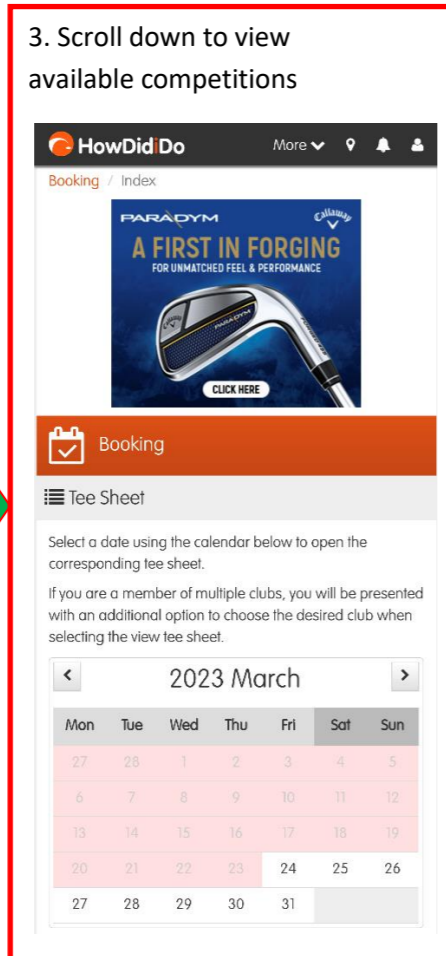 3. Scroll down to view
available competitions
HowDidiDo More
Booking / Index
PARADYM Callaway
A FIRST IN FORGING
FOR UNMATCHED FEEL & PERFORMANCE
CLICK HERE
Booking
Tee Sheet
Select a date using the calendar below to open the
corresponding tee sheet.
If you are a member of multiple clubs, you will be presented
with an additional option to choose the desired club when
selecting the view tee sheet.
< 2023 March >
Mon Tue Wed Thu Fri Sat Sun
27 28 1 2 3 4 5
6 7 8 9 10 11 12
13 14 15 16 17 18 19
20 21 22 23 24 25 26
27 28 29 30 31